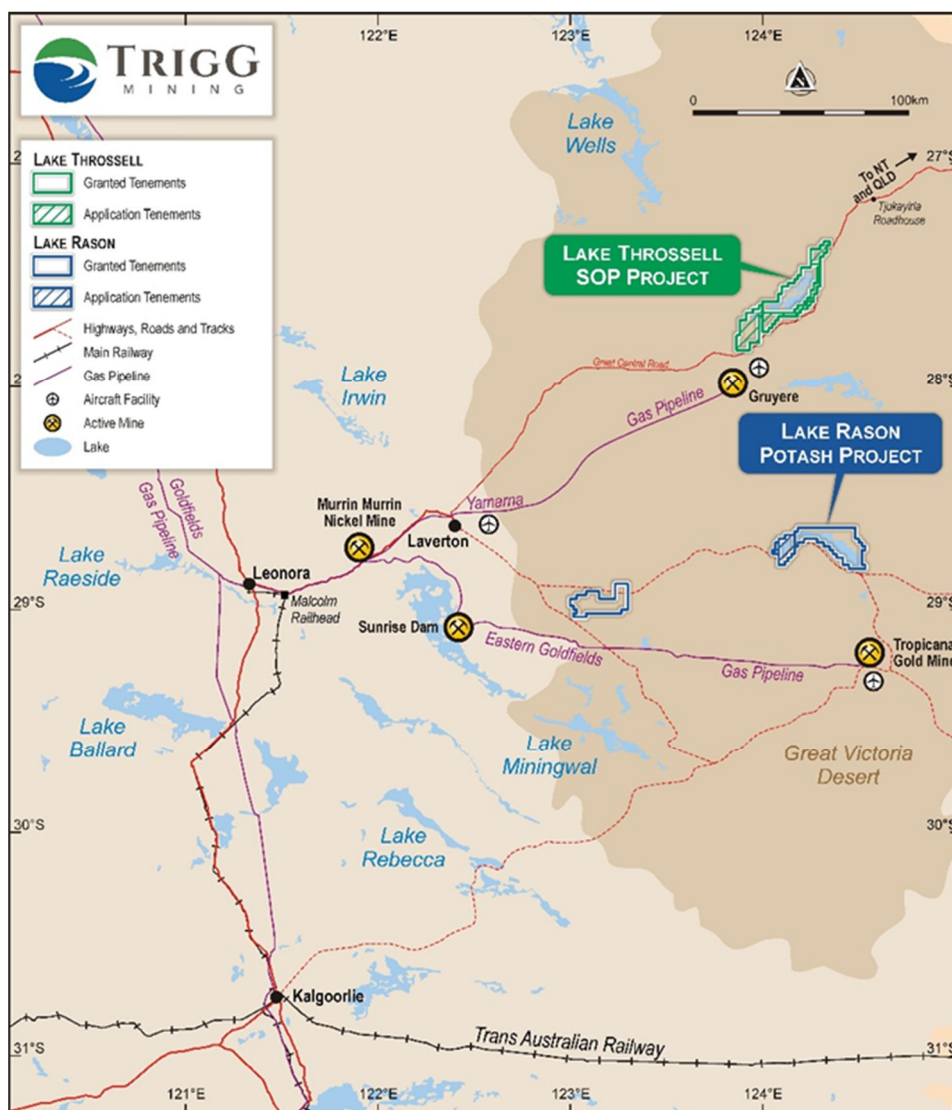 TRIGG
MINING
LAKE THROSSELL
Granted Tenements
Application Tenements
LAKE RASON
Granted Tenements
Application Tenements
Highways, Roads and Tracks
Main Railway
Gas Pipeline
Aircraft Facility
Active Mine
Lake
122°E
123°E
124°E
0
100km
Lake
Wells
27°S
To NT
and QLD
Tjukayirla
Roadhouse
LAKE THROSSELL
SOP PROJECT
Great Central Road
28°S
Lake
Irwin
Gas Pipeline
Gruyere
LAKE RASON
POTASH PROJECT
Goldfields
Gas Pipeline
Murrin Murrin
Nickel Mine
Yamarna
Laverton
Lake
Raeside
Leonora
Malcolm
Railhead
29°S
Sunrise Dam
Eastern Goldfields
Gas Pipeline
Tropicana
Gold Mine
Lake
Ballard
Lake
Miningwal
Great Victoria
Desert
30°S
30°S
Lake
Rebecca
Kalgoorlie
Trans Australian Railway
31°S
31°S
121°E
122°E
123°E
124°E